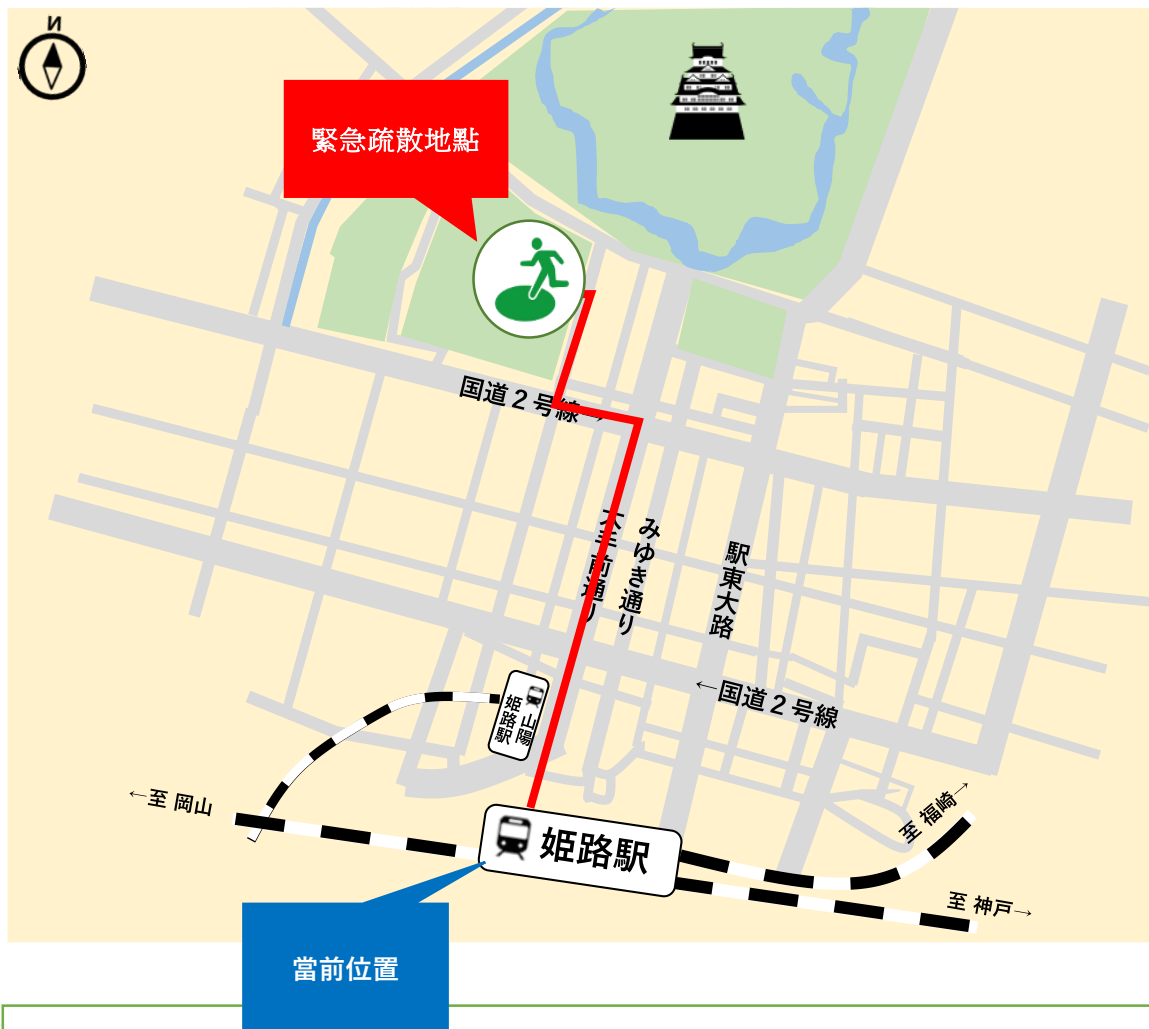 N
緊急疏散地點
国道２号線→
大手前通り
みゆき通り
駅東大路
←国道２号線
山陽
姫路駅
←至 岡山
至 福崎→
姫路駅
至 神戸→
當前位置